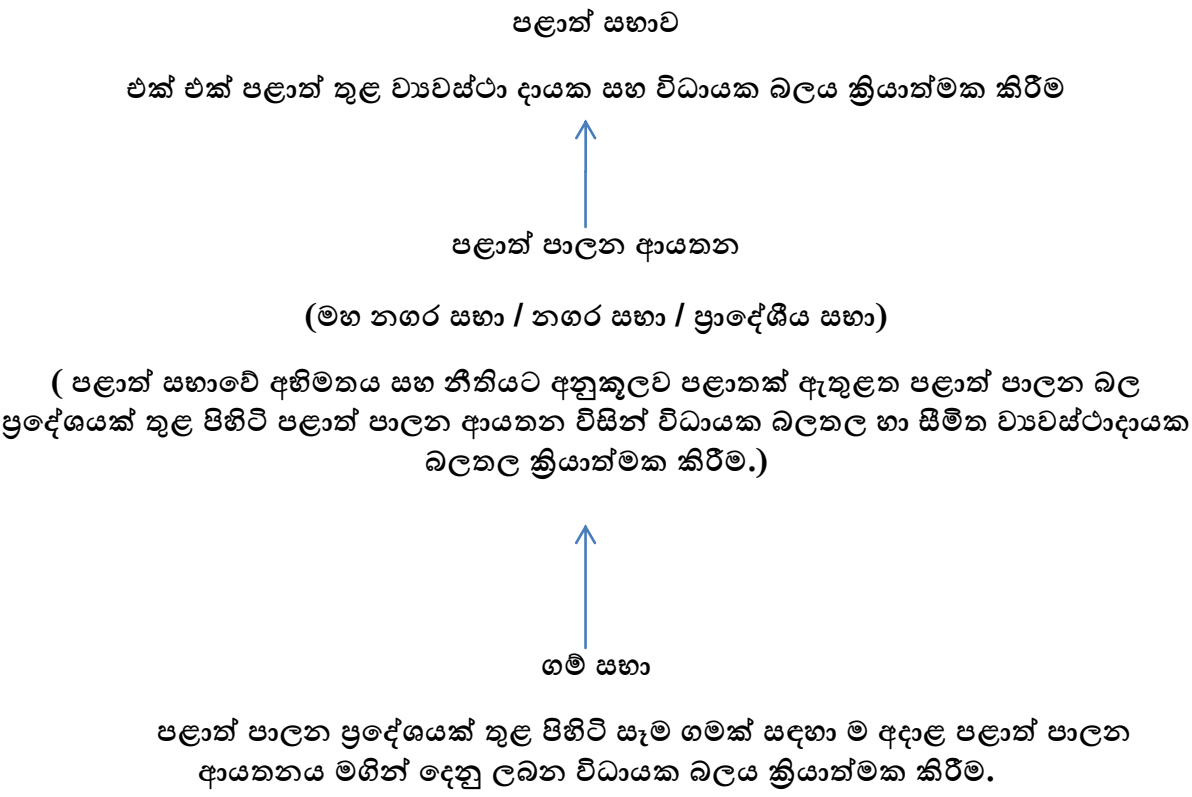 පළාත් සභාව
එක් එක් පළාත් තුළ ව්‍යවස්ථා දායක සහ විධායක බලය ක්‍රියාත්මක කිරීම
පළාත් පාලන ආයතන
(මහ නගර සභා / නගර සභා / ප්‍රාදේශීය සභා)
( පළාත් සභාවේ අභිමතය සහ නීතියට අනුකූලව පළාතක් ඇතුළත පළාත් පාලන බල
ප්‍රදේශයක් තුළ පිහිටි පළාත් පාලන ආයතන විසින් විධායක බලතල හා සීමිත ව්‍යවස්ථාදායක
බලතල ක්‍රියාත්මක කිරීම.)
ගම් සභා
පළාත් පාලන ප්‍රදේශයක් තුළ පිහිටි සෑම ගමක් සඳහා ම අදාළ පළාත් පාලන
ආයතනය මගින් දෙනු ලබන විධායක බලය ක්‍රියාත්මක කිරීම.